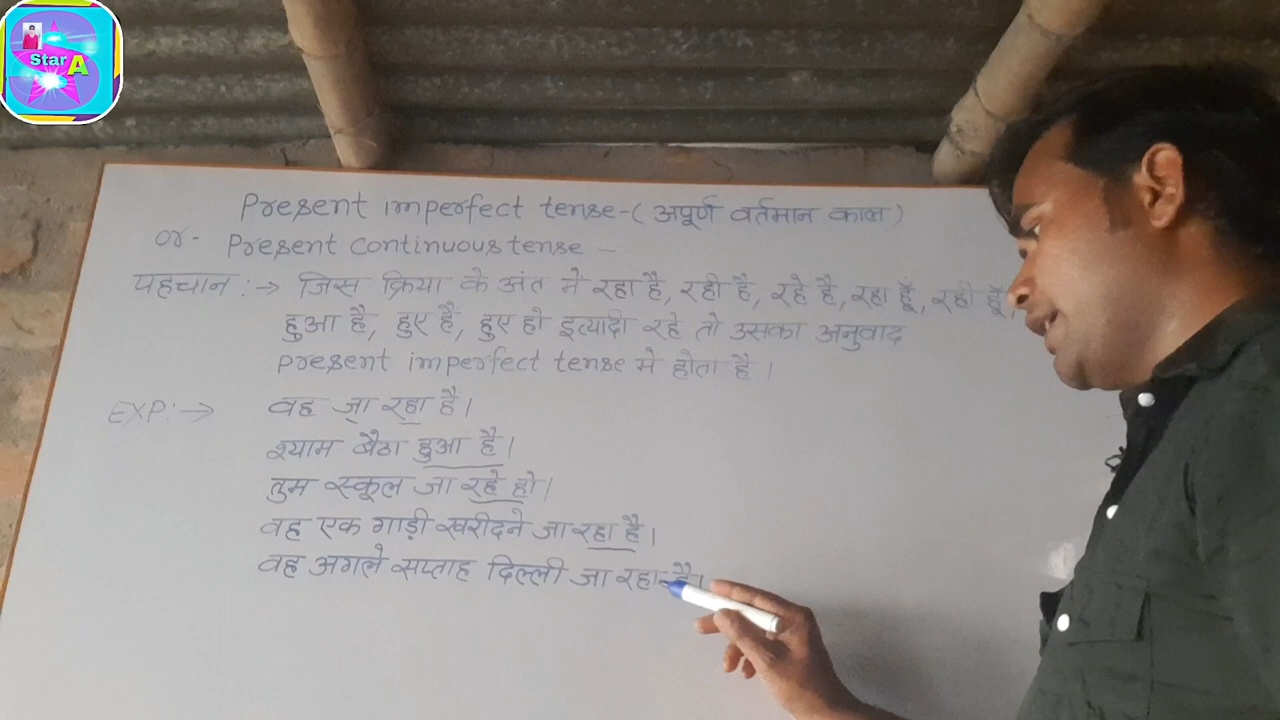 Star A
Present imperfect tense-( अपूर्ण वर्तमान काल )
or- Present continuous tense –
पहचान :→ जिस क्रिया के अंत मे रहा है, रही है, रहे है, रहा हूँ, रही हूँ,
हुआ है, हुए है, हुए हो इत्यादी रहे तो उसका अनुवाद
present imperfect tense मे होता है ।
EXP:→ वह जा रहा है ।
श्याम बैठा हुआ है ।
तुम स्कूल जा रहे हो ।
वह एक गाड़ी खरीदने जा रहा है ।
वह अगले सप्ताह दिल्ली जा रहा है ।